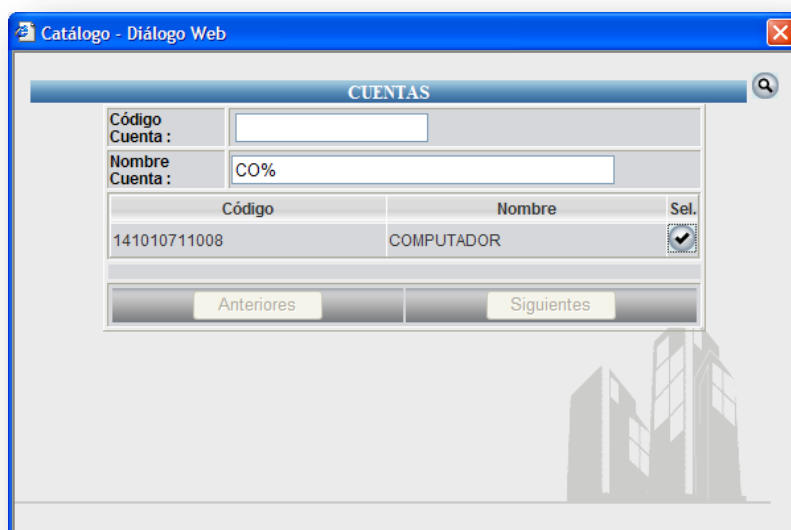 Catálogo - Diálogo Web
CUENTAS
Código
Cuenta :
Nombre
Cuenta :
CO%
Código Nombre Sel.
141010711008 COMPUTADOR
Anteriores Siguientes